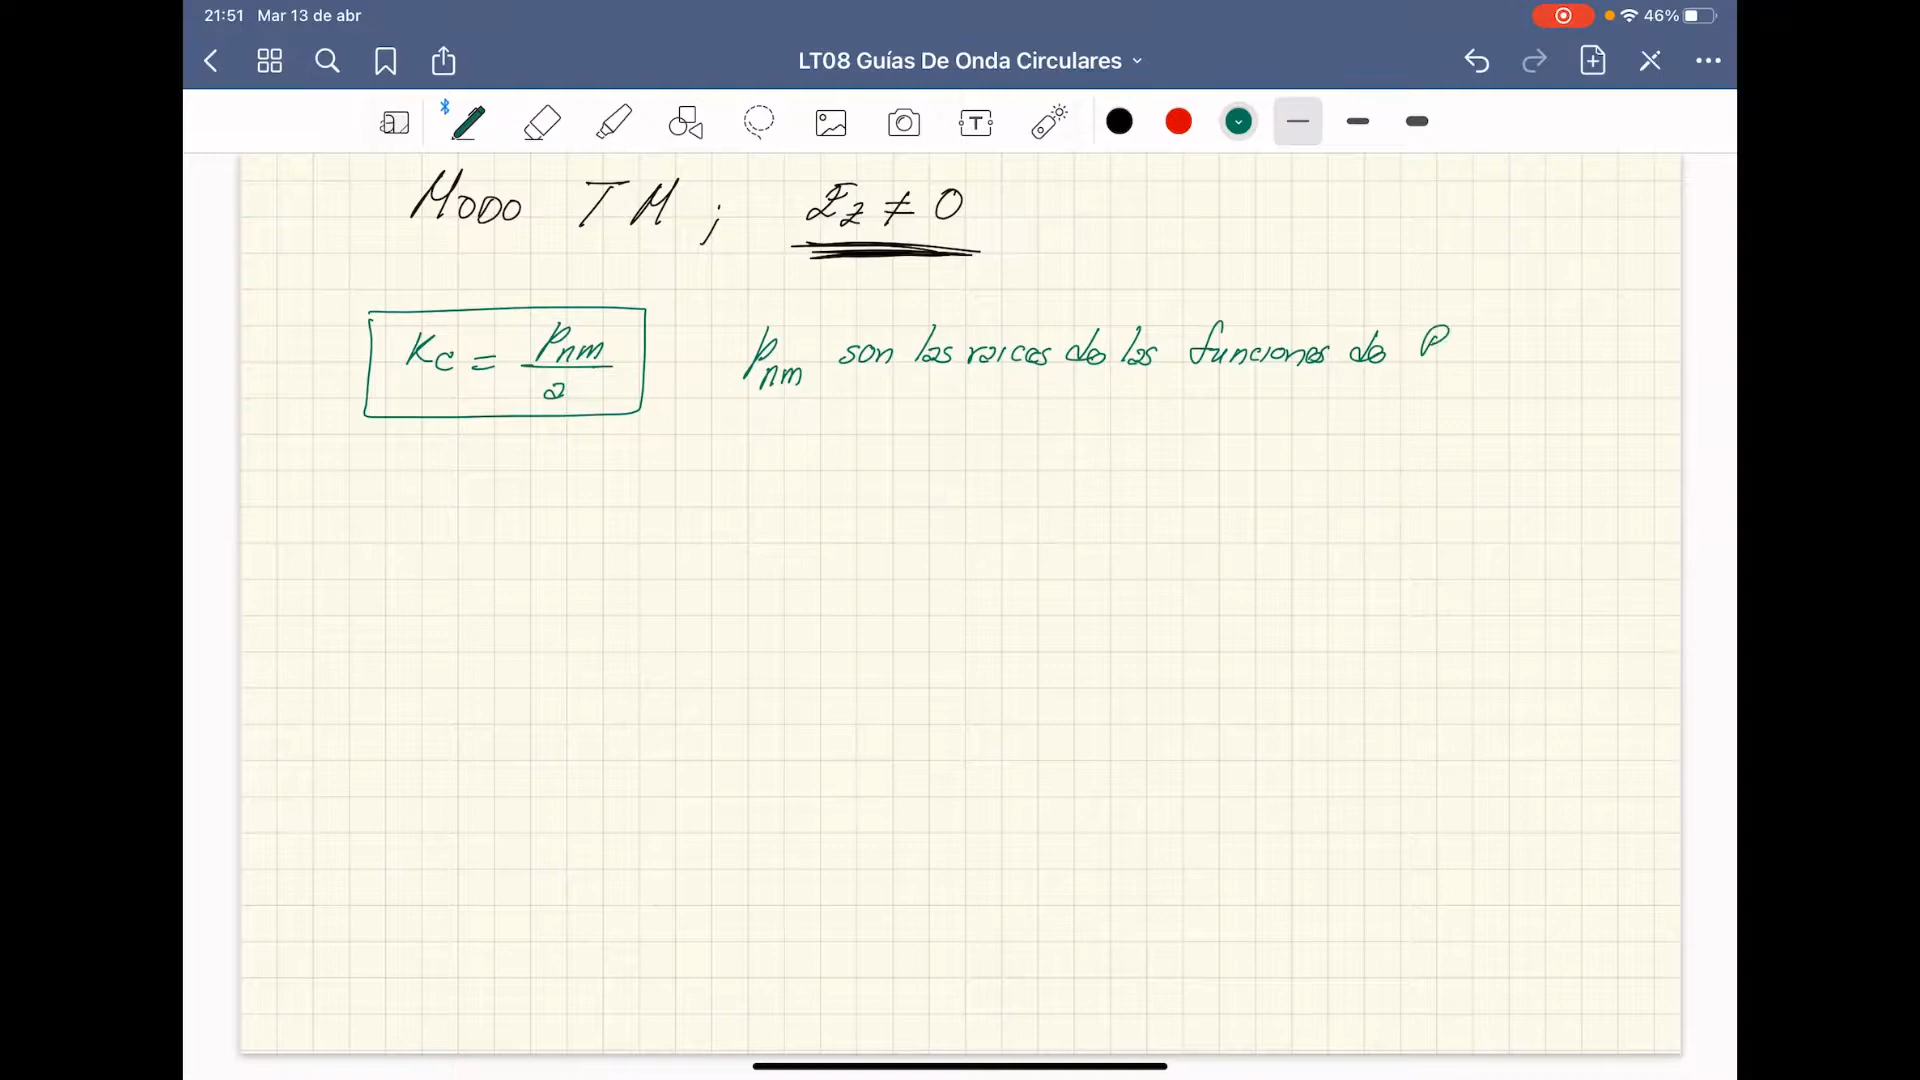 21:51 Mar 13 de abr 46%
LT08 Guías De Onda Circulares
MODO TM; Ez ≠ 0
Kc = pnm / a pnm son las raices de las funciones de P